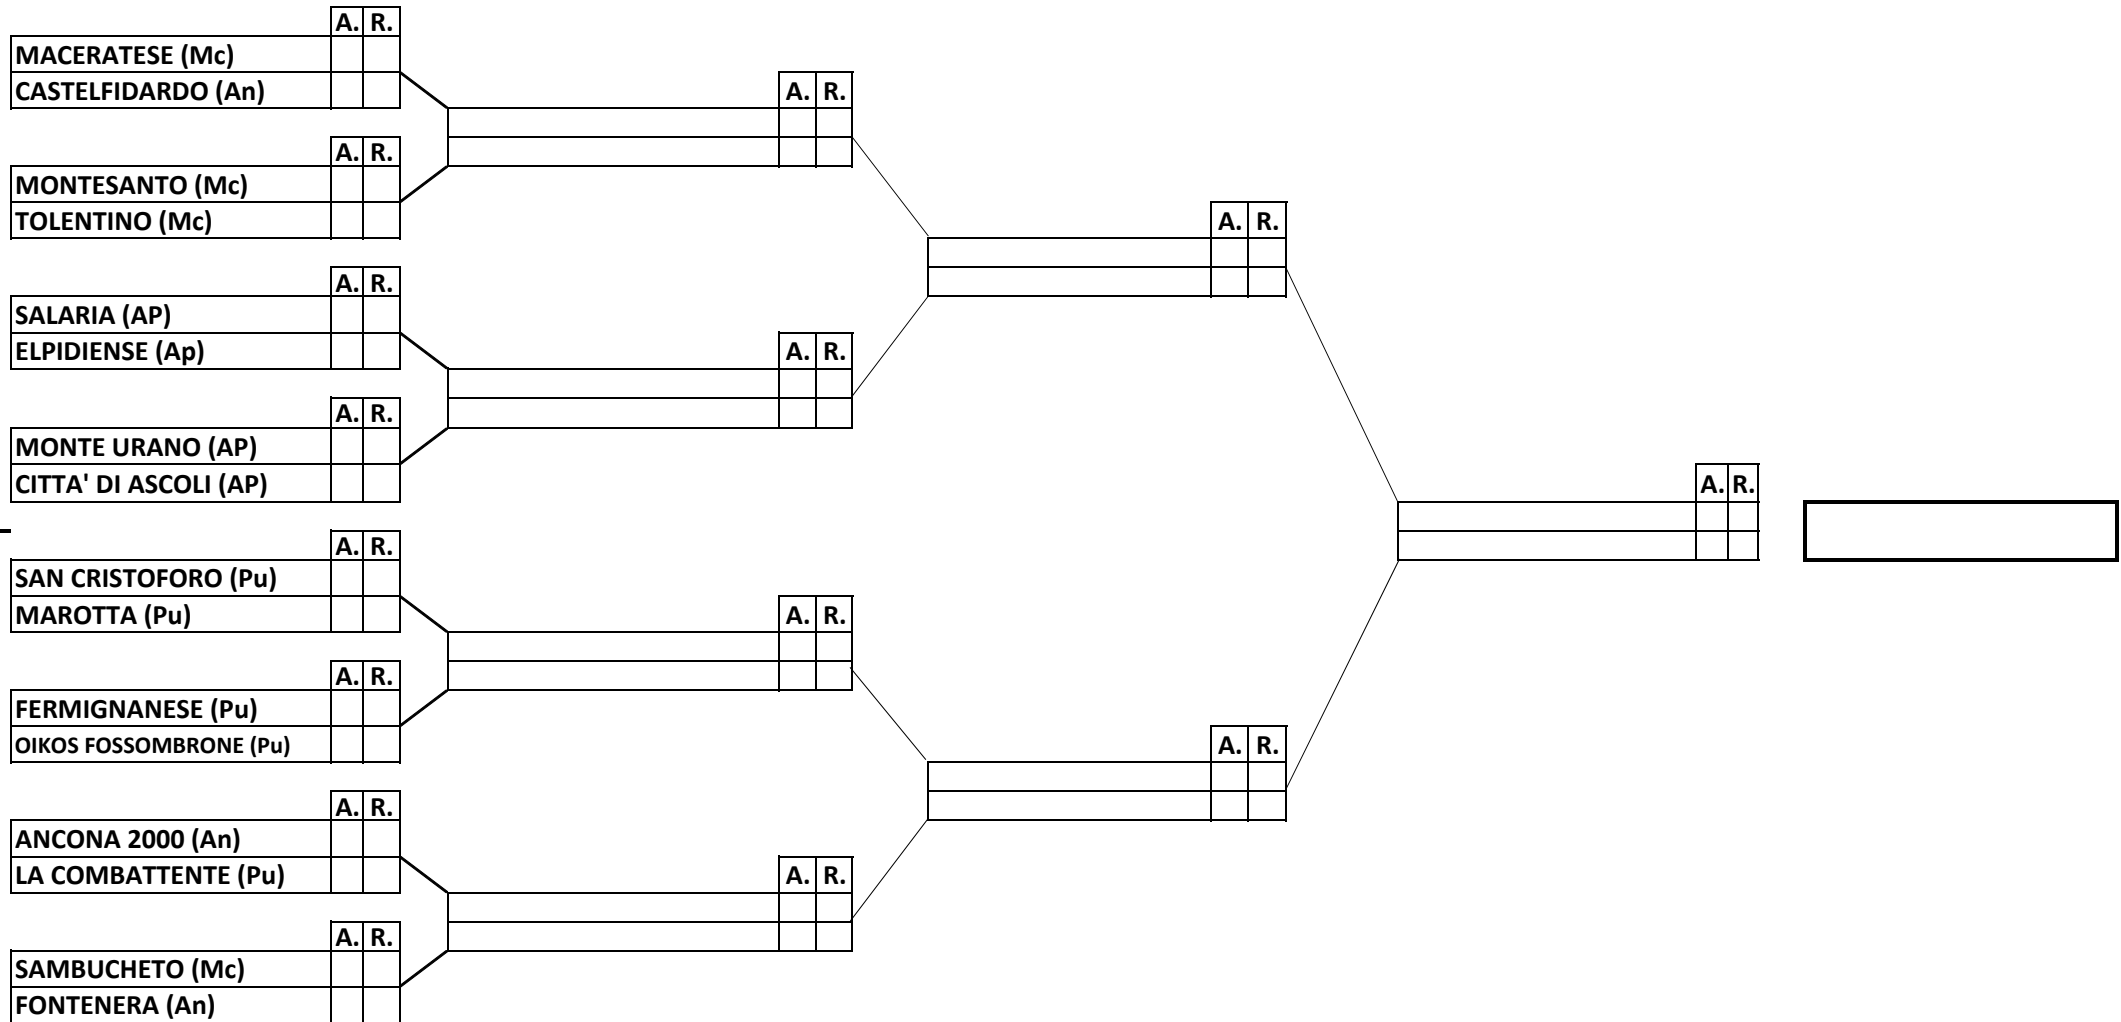 A. R.
MACERATESE (Mc)
CASTELFIDARDO (An)
A. R.
A. R.
MONTESANTO (Mc)
TOLENTINO (Mc)
A. R.
A. R.
SALARIA (AP)
ELPIDIENSE (Ap)
A. R.
A. R.
MONTE URANO (AP)
CITTA' DI ASCOLI (AP)
A. R.
A. R.
SAN CRISTOFORO (Pu)
MAROTTA (Pu)
A. R.
A. R.
FERMIGNANESE (Pu)
OIKOS FOSSOMBRONE (Pu)
A. R.
A. R.
ANCONA 2000 (An)
LA COMBATTENTE (Pu)
A. R.
A. R.
SAMBUCHETO (Mc)
FONTENERA (An)